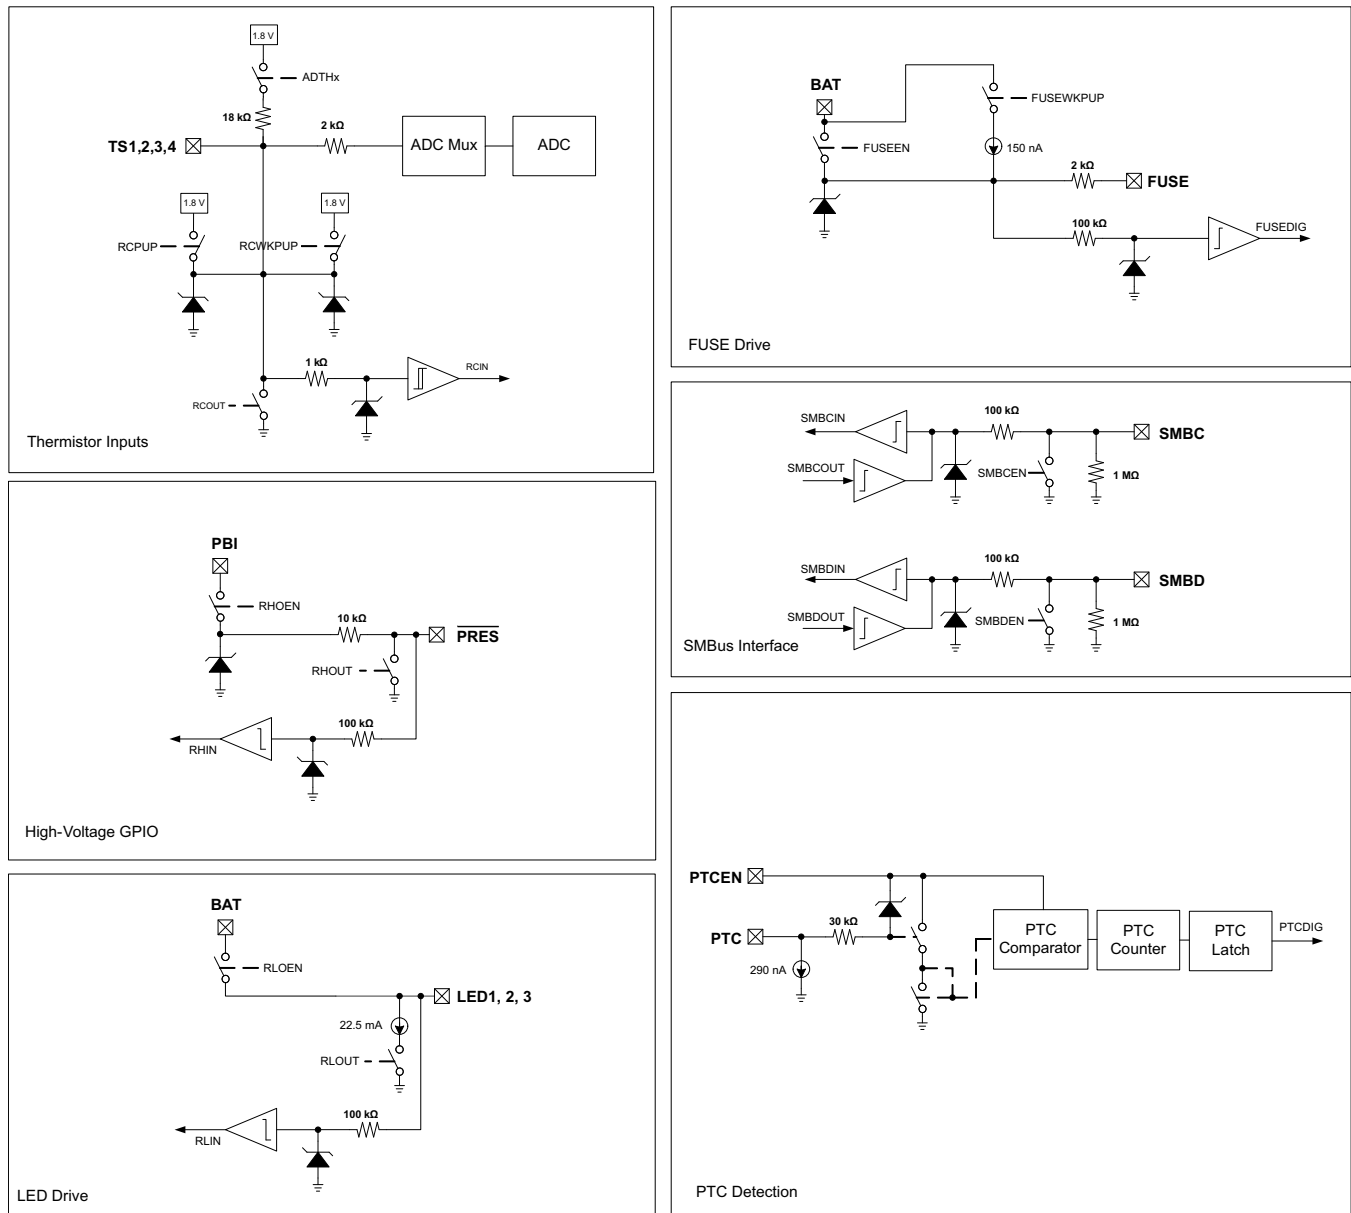 1.8 V
ADTHx
18 kΩ
2 kΩ
TS1,2,3,4
ADC Mux
ADC
1.8 V
1.8 V
RCPUP
RCWKPUP
1 kΩ
RCIN
RCOUT
Thermistor Inputs
BAT
FUSEWKPUP
FUSEEN
150 nA
2 kΩ
FUSE
100 kΩ
FUSEDIG
FUSE Drive
SMBCIN
100 kΩ
SMBC
SMBCOUT
SMBCEN
1 MΩ
SMBDIN
100 kΩ
SMBD
SMBDOUT
SMBDEN
1 MΩ
SMBus Interface
PBI
RHOEN
10 kΩ
PRES
RHOUT
100 kΩ
RHIN
High-Voltage GPIO
BAT
RLOEN
LED1, 2, 3
22.5 mA
RLOUT
100 kΩ
RLIN
LED Drive
PTCEN
30 kΩ
PTC
290 nA
PTC
Comparator
PTC
Counter
PTC
Latch
PTCDIG
PTC Detection